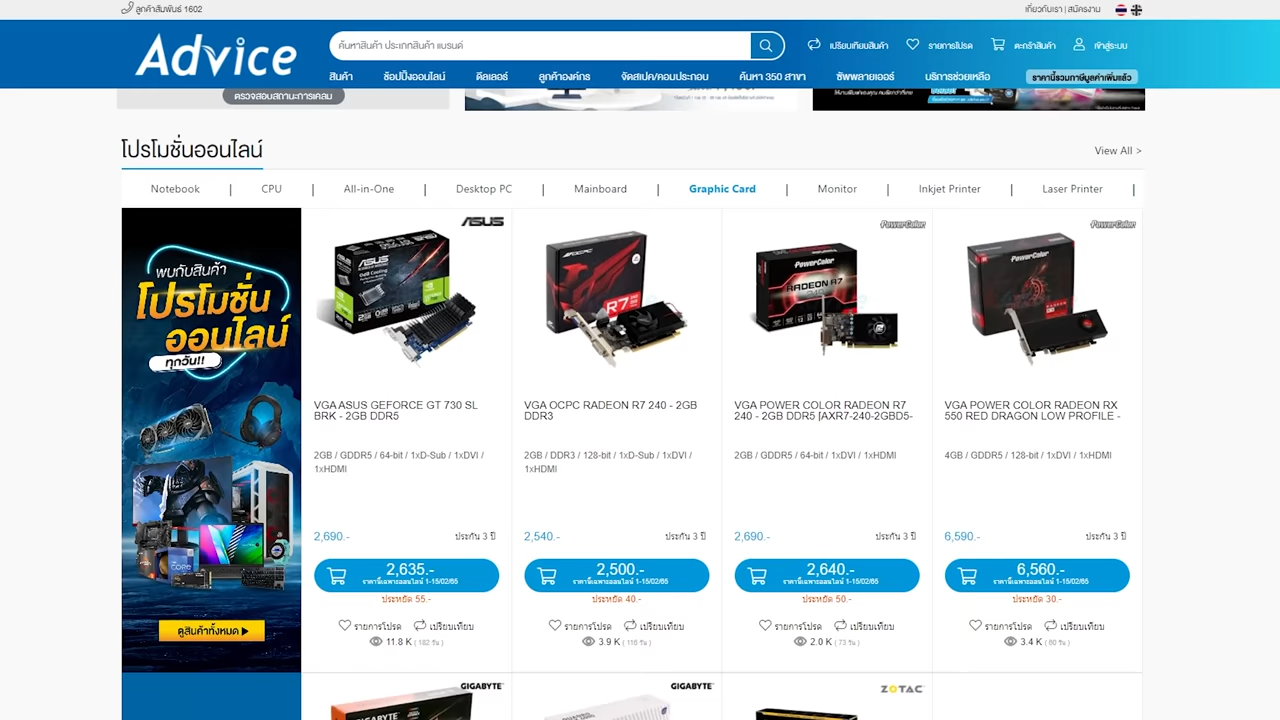 ลูกค้าสัมพันธ์ 1602
เกี่ยวกับเรา | สมัครงาน
Advice
ค้นหาสินค้า ประเภทสินค้า แบรนด์
เปรียบเทียบสินค้า
รายการโปรด
ตะกร้าสินค้า
เข้าสู่ระบบ
สินค้า
ช้อปปิ้งออนไลน์
ดีลเลอร์
ลูกค้าองค์กร
จัดสเปค/คอมประกอบ
ค้นหา 350 สาขา
ซัพพลายเออร์
บริการช่วยเหลือ
ราคานี้รวมภาษีมูลค่าเพิ่มแล้ว
ตรวจสอบสถานะการเคลม
โปรโมชั่นออนไลน์
View All >
Notebook | CPU | All-in-One | Desktop PC | Mainboard | Graphic Card | Monitor | Inkjet Printer | Laser Printer |
พบกับสินค้า
โปรโมชั่น
ออนไลน์
ทุกวัน!!
ดูสินค้าทั้งหมด
ASUS
VGA ASUS GEFORCE GT 730 SL
BRK - 2GB DDR5
2GB / GDDR5 / 64-bit / 1xD-Sub / 1xDVI /
1xHDMI
2,690.-
ประกัน 3 ปี
2,635.-
ราคานี้เฉพาะออนไลน์ 1-15/02/65
ประหยัด 55.-
รายการโปรด
เปรียบเทียบ
11.8 K ( 182 วัน )
OCPC
R7
VGA OCPC RADEON R7 240 - 2GB
DDR3
2GB / DDR3 / 128-bit / 1xD-Sub / 1xDVI /
1xHDMI
2,540.-
ประกัน 3 ปี
2,500.-
ราคานี้เฉพาะออนไลน์ 1-15/02/65
ประหยัด 40.-
รายการโปรด
เปรียบเทียบ
3.9 K ( 116 วัน )
PowerColor
PowerColor
RADEON R7
240
VGA POWER COLOR RADEON R7
240 - 2GB DDR5 |AXR7-240-2GBD5-
2GB / GDDR5 / 64-bit / 1xDVI / 1xHDMI
2,690.-
ประกัน 3 ปี
2,640.-
ราคานี้เฉพาะออนไลน์ 1-15/02/65
ประหยัด 50.-
รายการโปรด
เปรียบเทียบ
2.0 K ( 73 วัน )
PowerColor
PowerColor
VGA POWER COLOR RADEON RX
550 RED DRAGON LOW PROFILE -
4GB / GDDR5 / 128-bit / 1xDVI / 1xHDMI
6,590.-
ประกัน 3 ปี
6,560.-
ราคานี้เฉพาะออนไลน์ 1-15/02/65
ประหยัด 30.-
รายการโปรด
เปรียบเทียบ
3.4 K ( 60 วัน )
GIGABYTE
GIGABYTE
ZOTAC